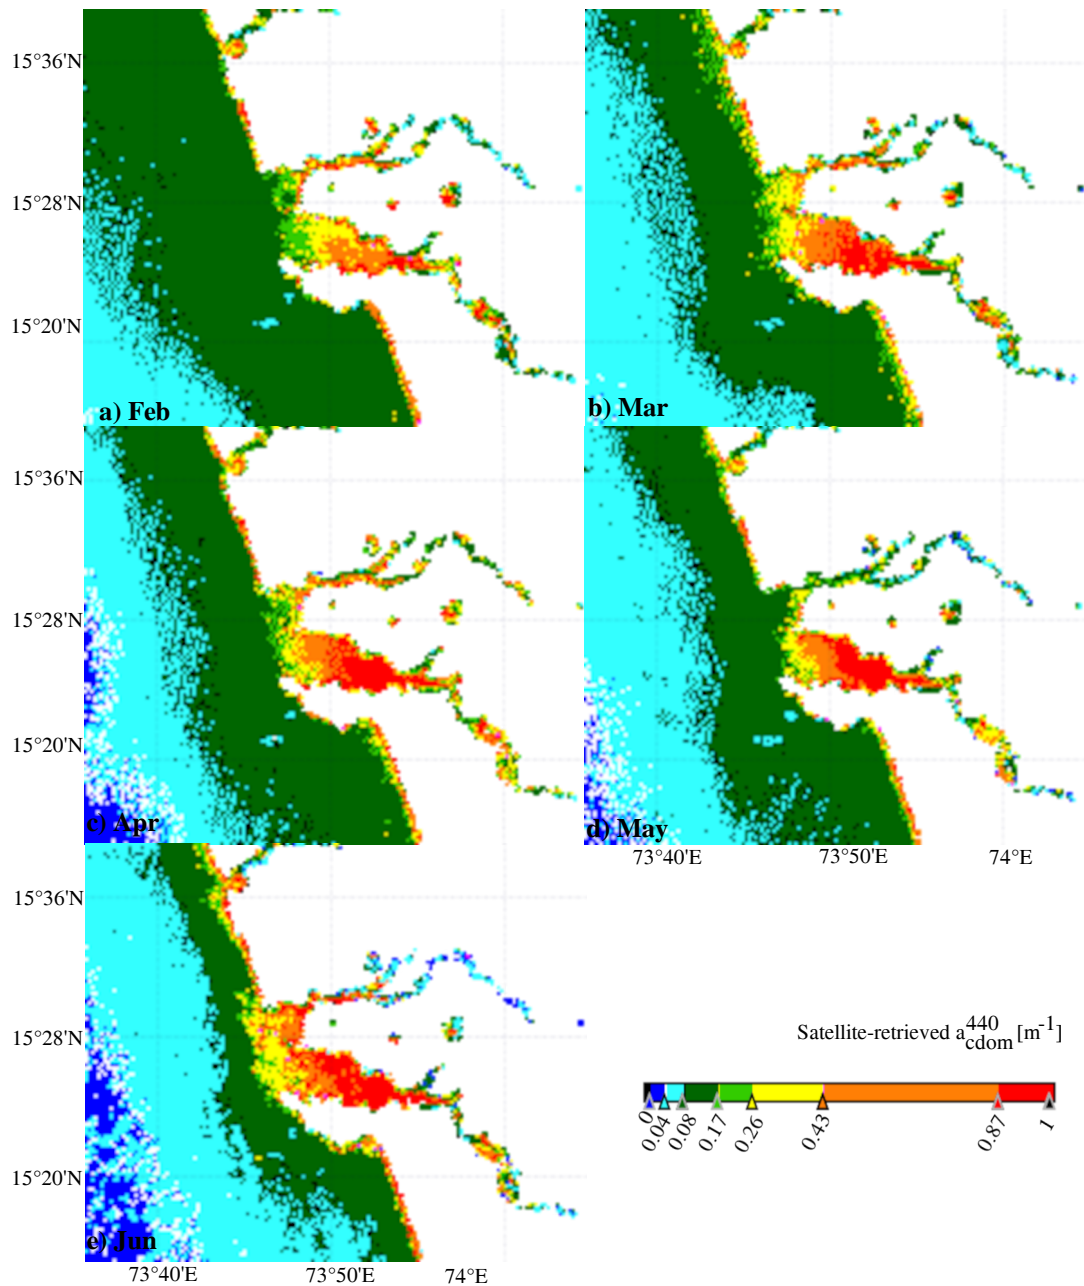 15°36'N
15°28'N
15°20'N
a) Feb
b) Mar
15°36'N
15°28'N
15°20'N
c) Apr
d) May
73°40'E 73°50'E 74°E
15°36'N
15°28'N
15°20'N
e) Jun
73°40'E 73°50'E 74°E
Satellite-retrieved a440cdom [m-1]
0 0.04 0.08 0.17 0.26 0.43 0.87 1